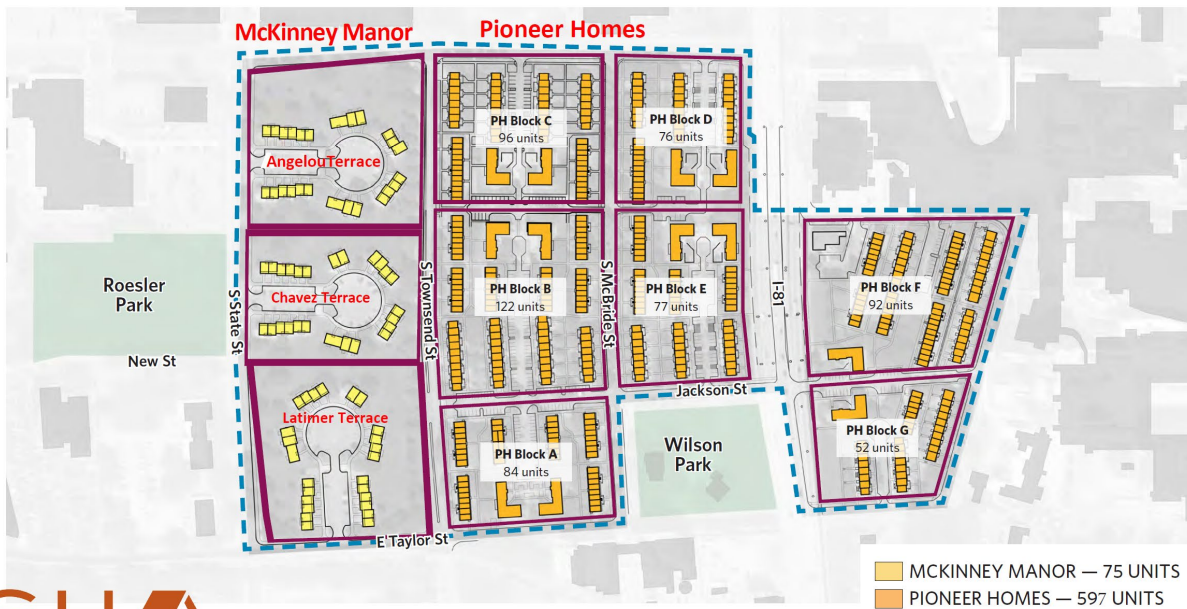 McKinney Manor
Pioneer Homes
PH Block C
96 units
PH Block D
76 units
Angelou Terrace
Roesler
Park
S State St
Chavez Terrace
S Townsend St
PH Block B
122 units
S McBride St
PH Block E
77 units
I-81
PH Block F
92 units
New St
Jackson St
Latimer Terrace
PH Block A
84 units
Wilson
Park
PH Block G
52 units
E Taylor St
MCKINNEY MANOR — 75 UNITS
PIONEER HOMES — 597 UNITS